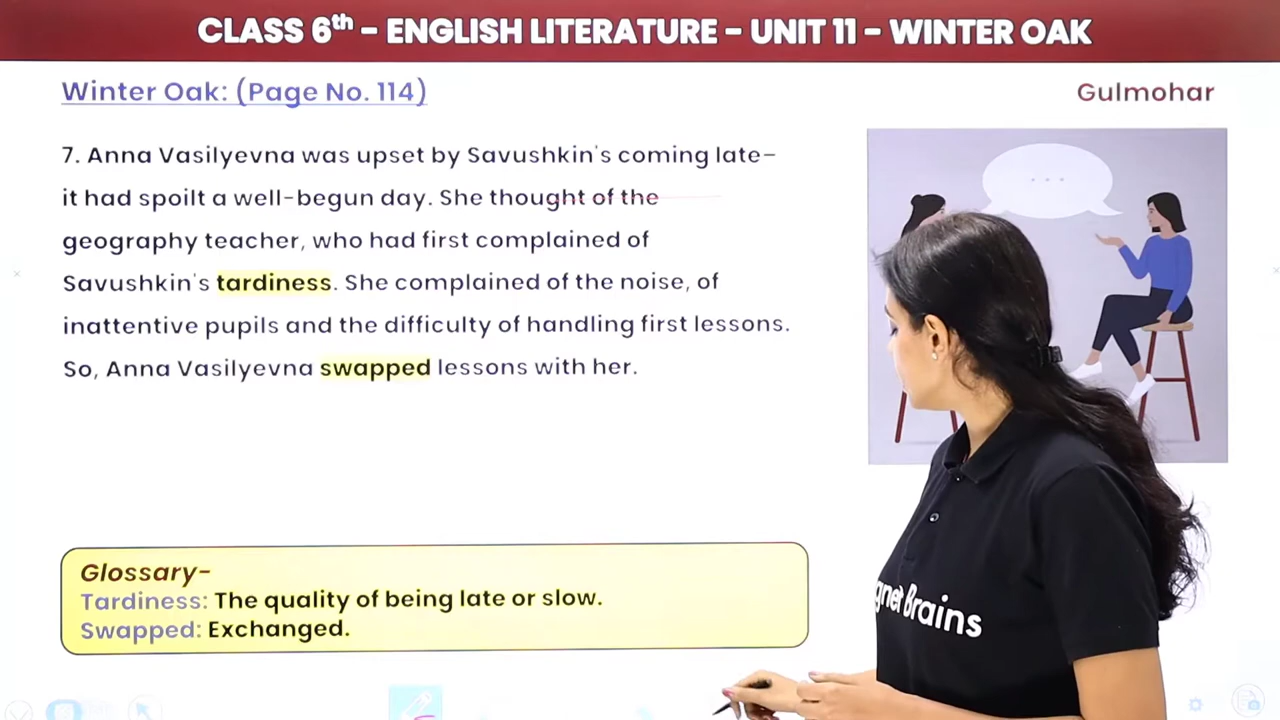 CLASS 6th – ENGLISH LITERATURE – UNIT 11 – WINTER OAK
Winter Oak: (Page No. 114)
Gulmohar
7. Anna Vasilyevna was upset by Savushkin's coming late–
it had spoilt a well-begun day. She thought of the
geography teacher, who had first complained of
Savushkin's tardiness. She complained of the noise, of
inattentive pupils and the difficulty of handling first lessons.
So, Anna Vasilyevna swapped lessons with her.
Glossary–
Tardiness: The quality of being late or slow.
Swapped: Exchanged.
gnet Brains